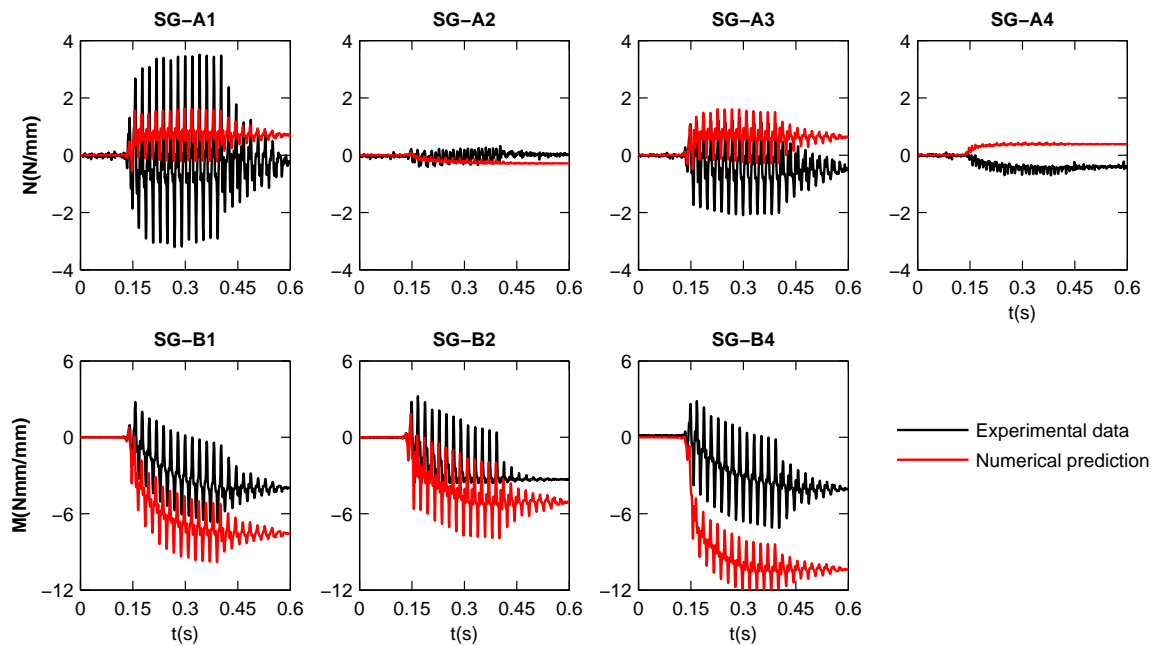 SG−A1 SG−A2 SG−A3 SG−A4
4 4 4 4
2 2 2 2
0 0 0 0
−2 −2 −2 −2
−4 −4 −4 −4
N(N/mm)
0 0.15 0.3 0.45 0.6 0 0.15 0.3 0.45 0.6 0 0.15 0.3 0.45 0.6 0 0.15 0.3 0.45 0.6
t(s)
SG−B1 SG−B2 SG−B4
6 6 6
0 0 0
−6 −6 −6
−12 −12 −12
M(Nmm/mm)
0 0.15 0.3 0.45 0.6 0 0.15 0.3 0.45 0.6 0 0.15 0.3 0.45 0.6
t(s) t(s) t(s)
Experimental data
Numerical prediction